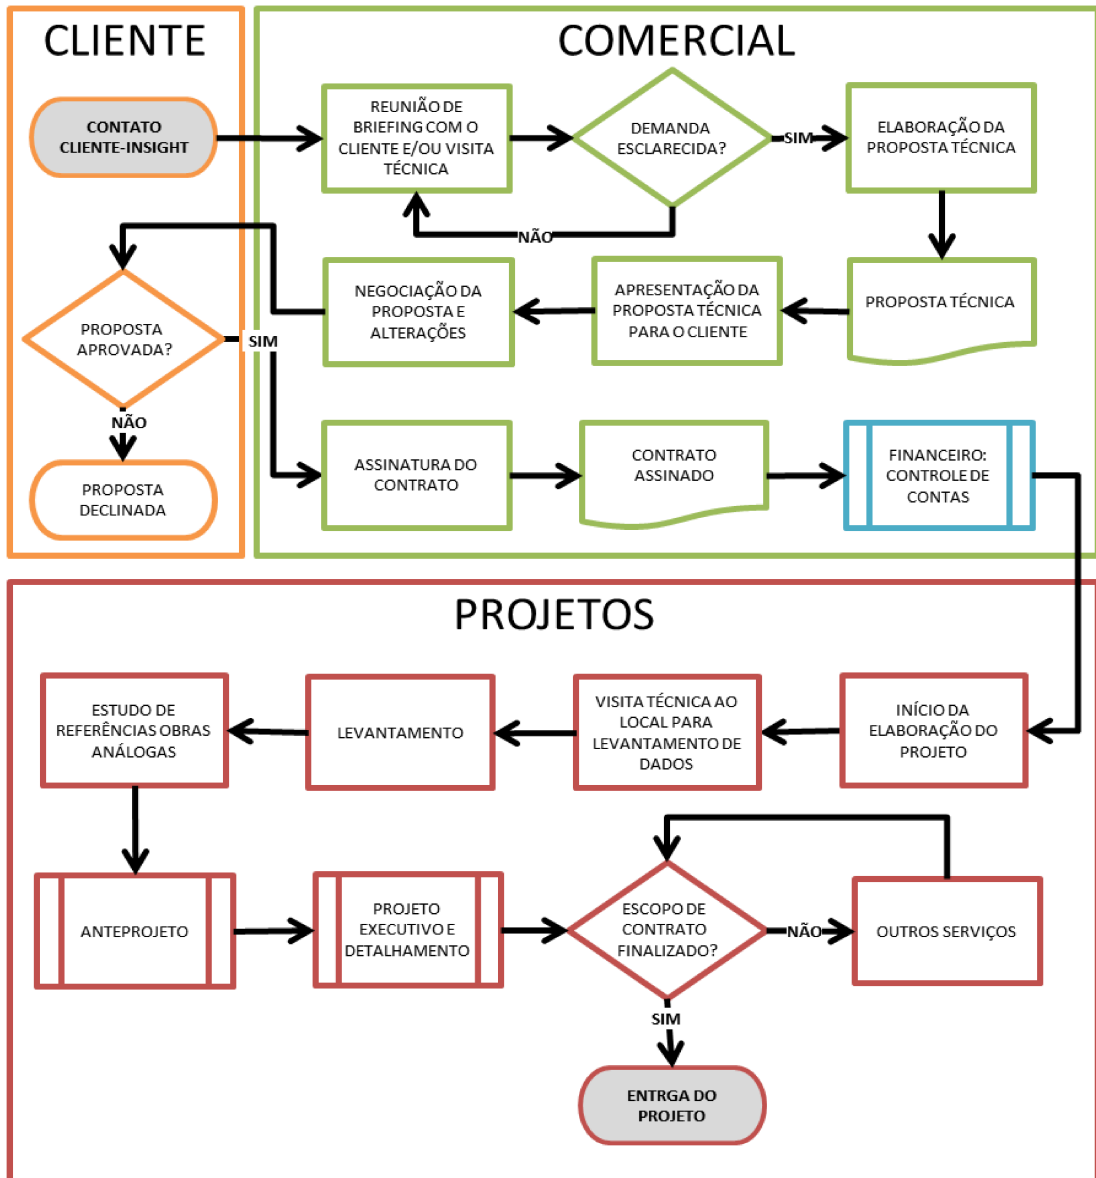 CLIENTE
COMERCIAL
CONTATO
CLIENTE-INSIGHT
REUNIÃO DE
BRIEFING COM O
CLIENTE E/OU VISITA
TÉCNICA
DEMANDA
ESCLARECIDA?
SIM
ELABORAÇÃO DA
PROPOSTA TÉCNICA
NÃO
PROPOSTA
APROVADA?
SIM
NEGOCIAÇÃO DA
PROPOSTA E
ALTERAÇÕES
APRESENTAÇÃO DA
PROPOSTA TÉCNICA
PARA O CLIENTE
PROPOSTA TÉCNICA
NÃO
PROPOSTA
DECLINADA
ASSINATURA DO
CONTRATO
CONTRATO
ASSINADO
FINANCEIRO:
CONTROLE DE
CONTAS
PROJETOS
ESTUDO DE
REFERÊNCIAS OBRAS
ANÁLOGAS
LEVANTAMENTO
VISITA TÉCNICA AO
LOCAL PARA
LEVANTAMENTO DE
DADOS
INÍCIO DA
ELABORAÇÃO DO
PROJETO
ANTEPROJETO
PROJETO
EXECUTIVO E
DETALHAMENTO
ESCOPO DE
CONTRATO
FINALIZADO?
NÃO
OUTROS SERVIÇOS
SIM
ENTRGA DO
PROJETO